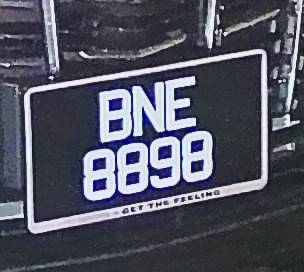 BNE
8898
GET THE FEELING